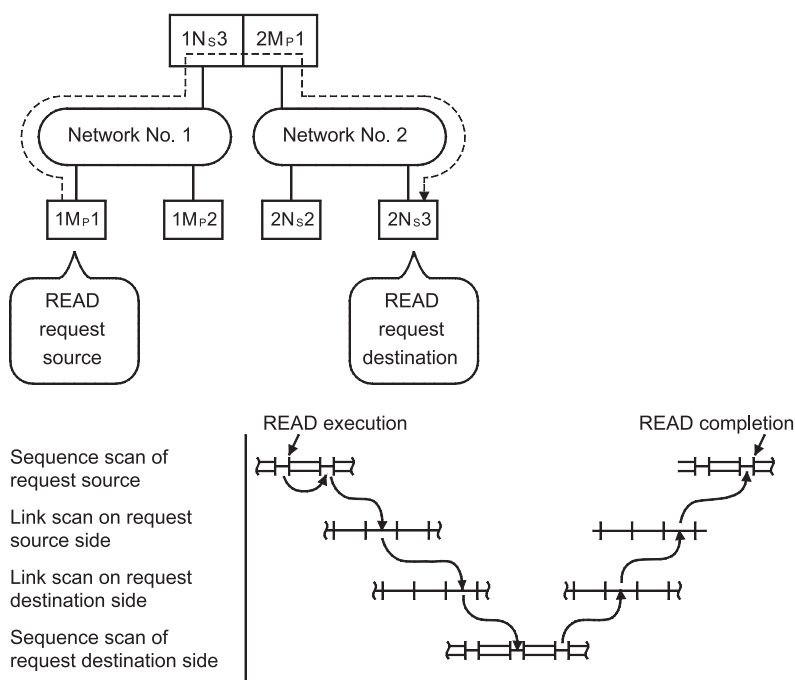 1Ns3 2Mp1
Network No. 1
Network No. 2
1Mp1
1Mp2
2Ns2
2Ns3
READ
request
source
READ
request
destination
READ execution
READ completion
Sequence scan of
request source
Link scan on request
source side
Link scan on request
destination side
Sequence scan of
request destination side